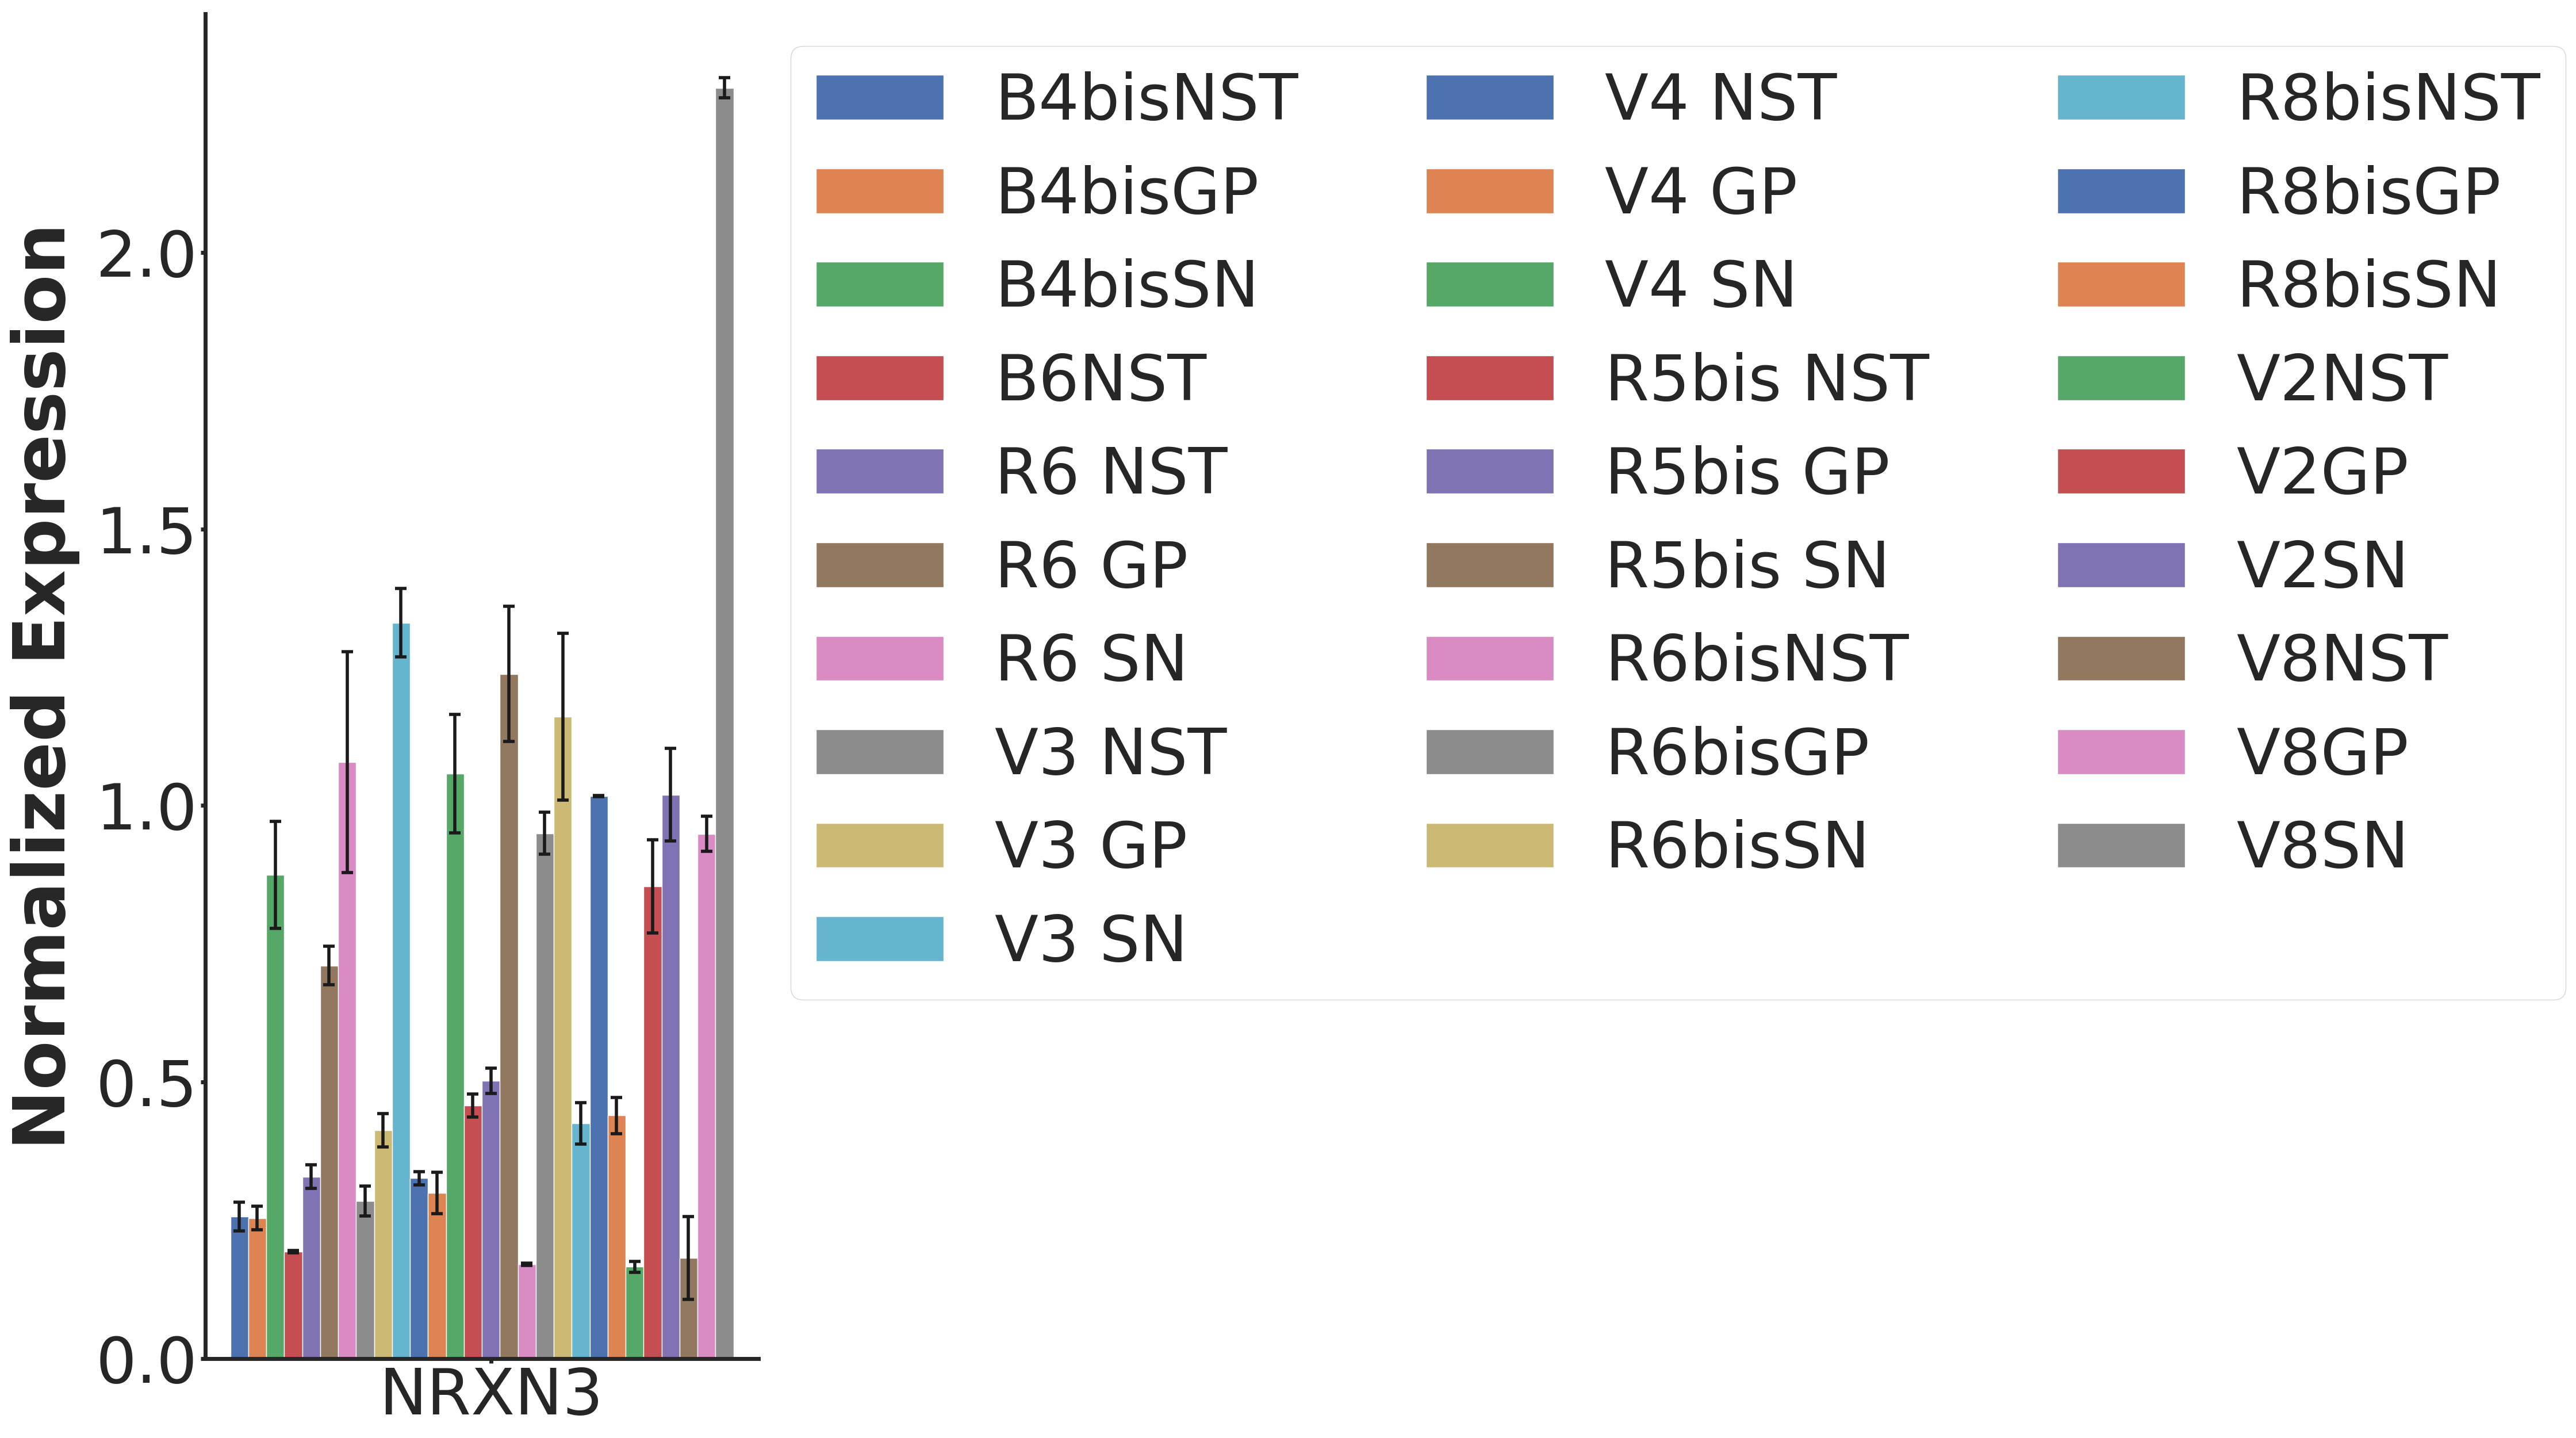 Normalized Expression
2.0
1.5
1.0
0.5
0.0
NRXN3
B4bisNST
B4bisGP
B4bisSN
B6NST
R6 NST
R6 GP
R6 SN
V3 NST
V3 GP
V3 SN
V4 NST
V4 GP
V4 SN
R5bis NST
R5bis GP
R5bis SN
R6bisNST
R6bisGP
R6bisSN
R8bisNST
R8bisGP
R8bisSN
V2NST
V2GP
V2SN
V8NST
V8GP
V8SN